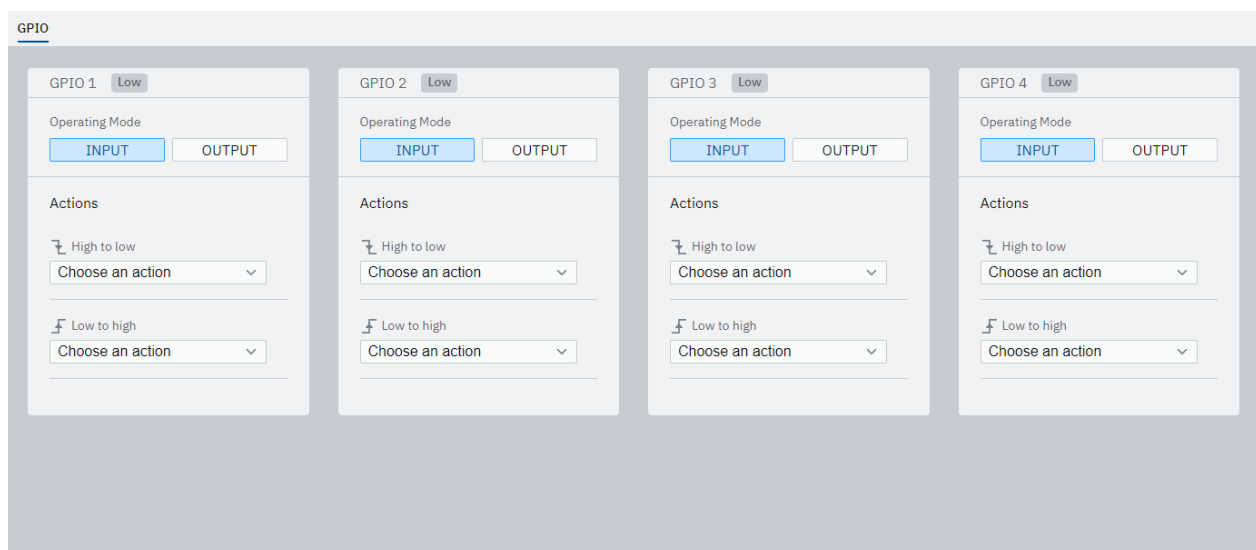 GPIO
GPIO 1 Low
Operating Mode
INPUT OUTPUT
Actions
High to low
Choose an action
Low to high
Choose an action
GPIO 2 Low
Operating Mode
INPUT OUTPUT
Actions
High to low
Choose an action
Low to high
Choose an action
GPIO 3 Low
Operating Mode
INPUT OUTPUT
Actions
High to low
Choose an action
Low to high
Choose an action
GPIO 4 Low
Operating Mode
INPUT OUTPUT
Actions
High to low
Choose an action
Low to high
Choose an action